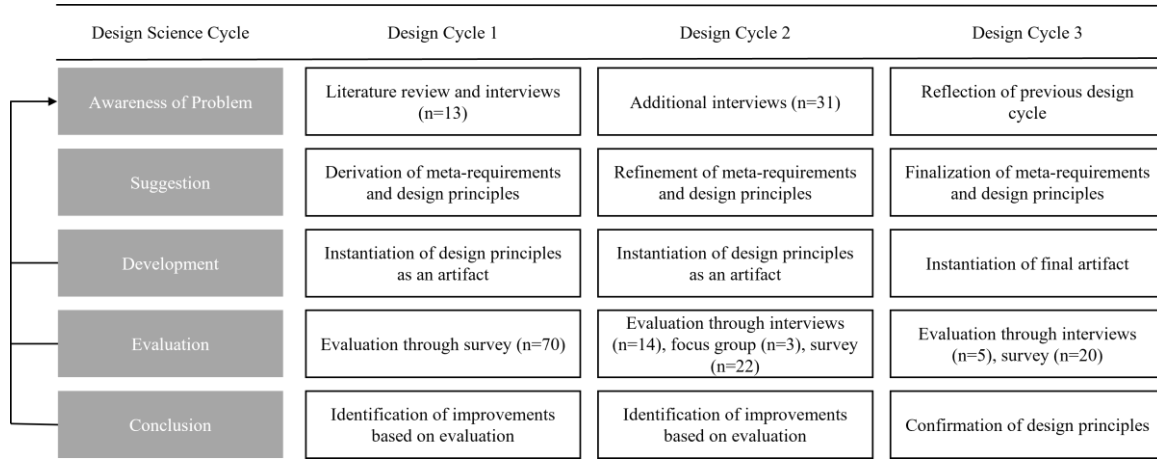 Design Science Cycle
Design Cycle 1
Design Cycle 2
Design Cycle 3
Awareness of Problem
Literature review and interviews
(n=13)
Additional interviews (n=31)
Reflection of previous design
cycle
Suggestion
Derivation of meta-requirements
and design principles
Refinement of meta-requirements
and design principles
Finalization of meta-requirements
and design principles
Development
Instantiation of design principles
as an artifact
Instantiation of design principles
as an artifact
Instantiation of final artifact
Evaluation
Evaluation through survey (n=70)
Evaluation through interviews
(n=14), focus group (n=3), survey
(n=22)
Evaluation through interviews
(n=5), survey (n=20)
Conclusion
Identification of improvements
based on evaluation
Identification of improvements
based on evaluation
Confirmation of design principles